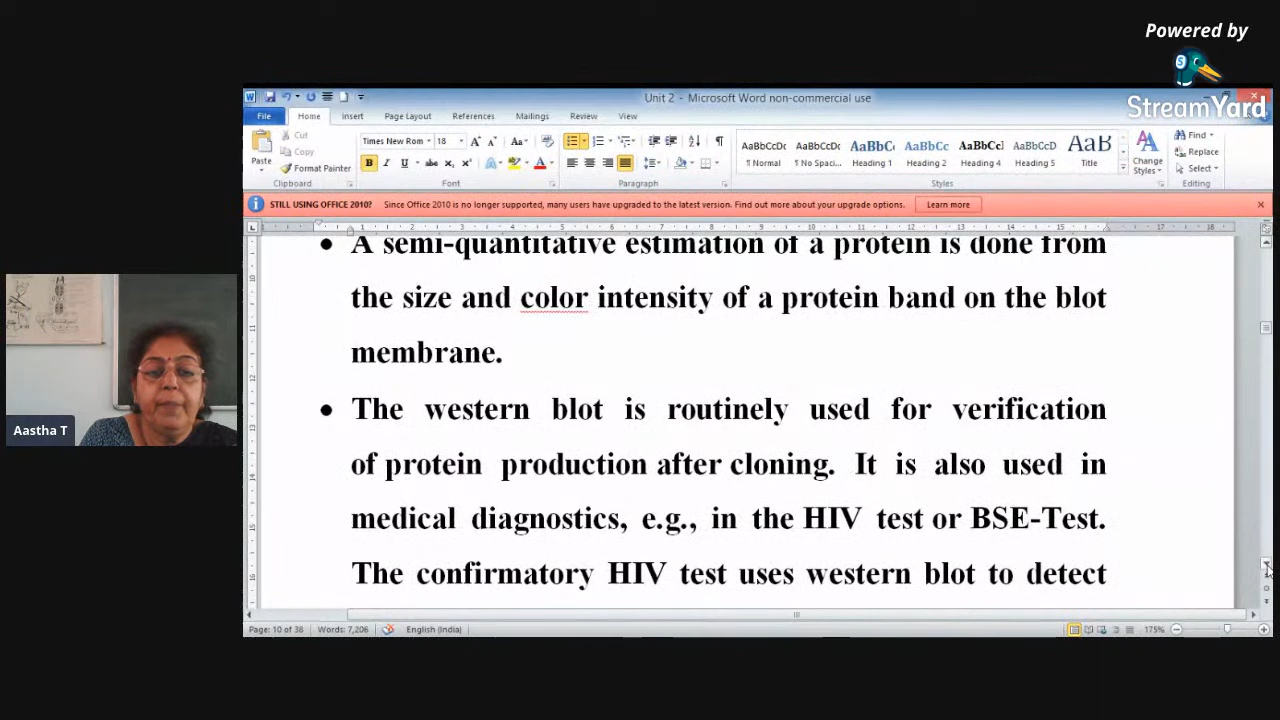 Powered by
StreamYard
Unit 2 - Microsoft Word non-commercial use
File Home Insert Page Layout References Mailings Review View
Paste
Cut
Copy
Format Painter
Times New Ron 18
AaBbCcDc AaBbCcDc AaBbC AaBbCc AaBbCcI AaBbCcD AaB
¶ Normal ¶ No Spaci... Heading 1 Heading 2 Heading 4 Heading 5 Title
Change Styles
Find
Replace
Select
Clipboard Font Paragraph Styles Editing
STILL USING OFFICE 2010? Since Office 2010 is no longer supported, many users have upgraded to the latest version. Find out more about your upgrade options. Learn more
• A semi-quantitative estimation of a protein is done from
the size and color intensity of a protein band on the blot
membrane.
• The western blot is routinely used for verification
of protein production after cloning. It is also used in
medical diagnostics, e.g., in the HIV test or BSE-Test.
The confirmatory HIV test uses western blot to detect
Page: 10 of 38 Words: 7,206 English (India) 175%
Aastha T